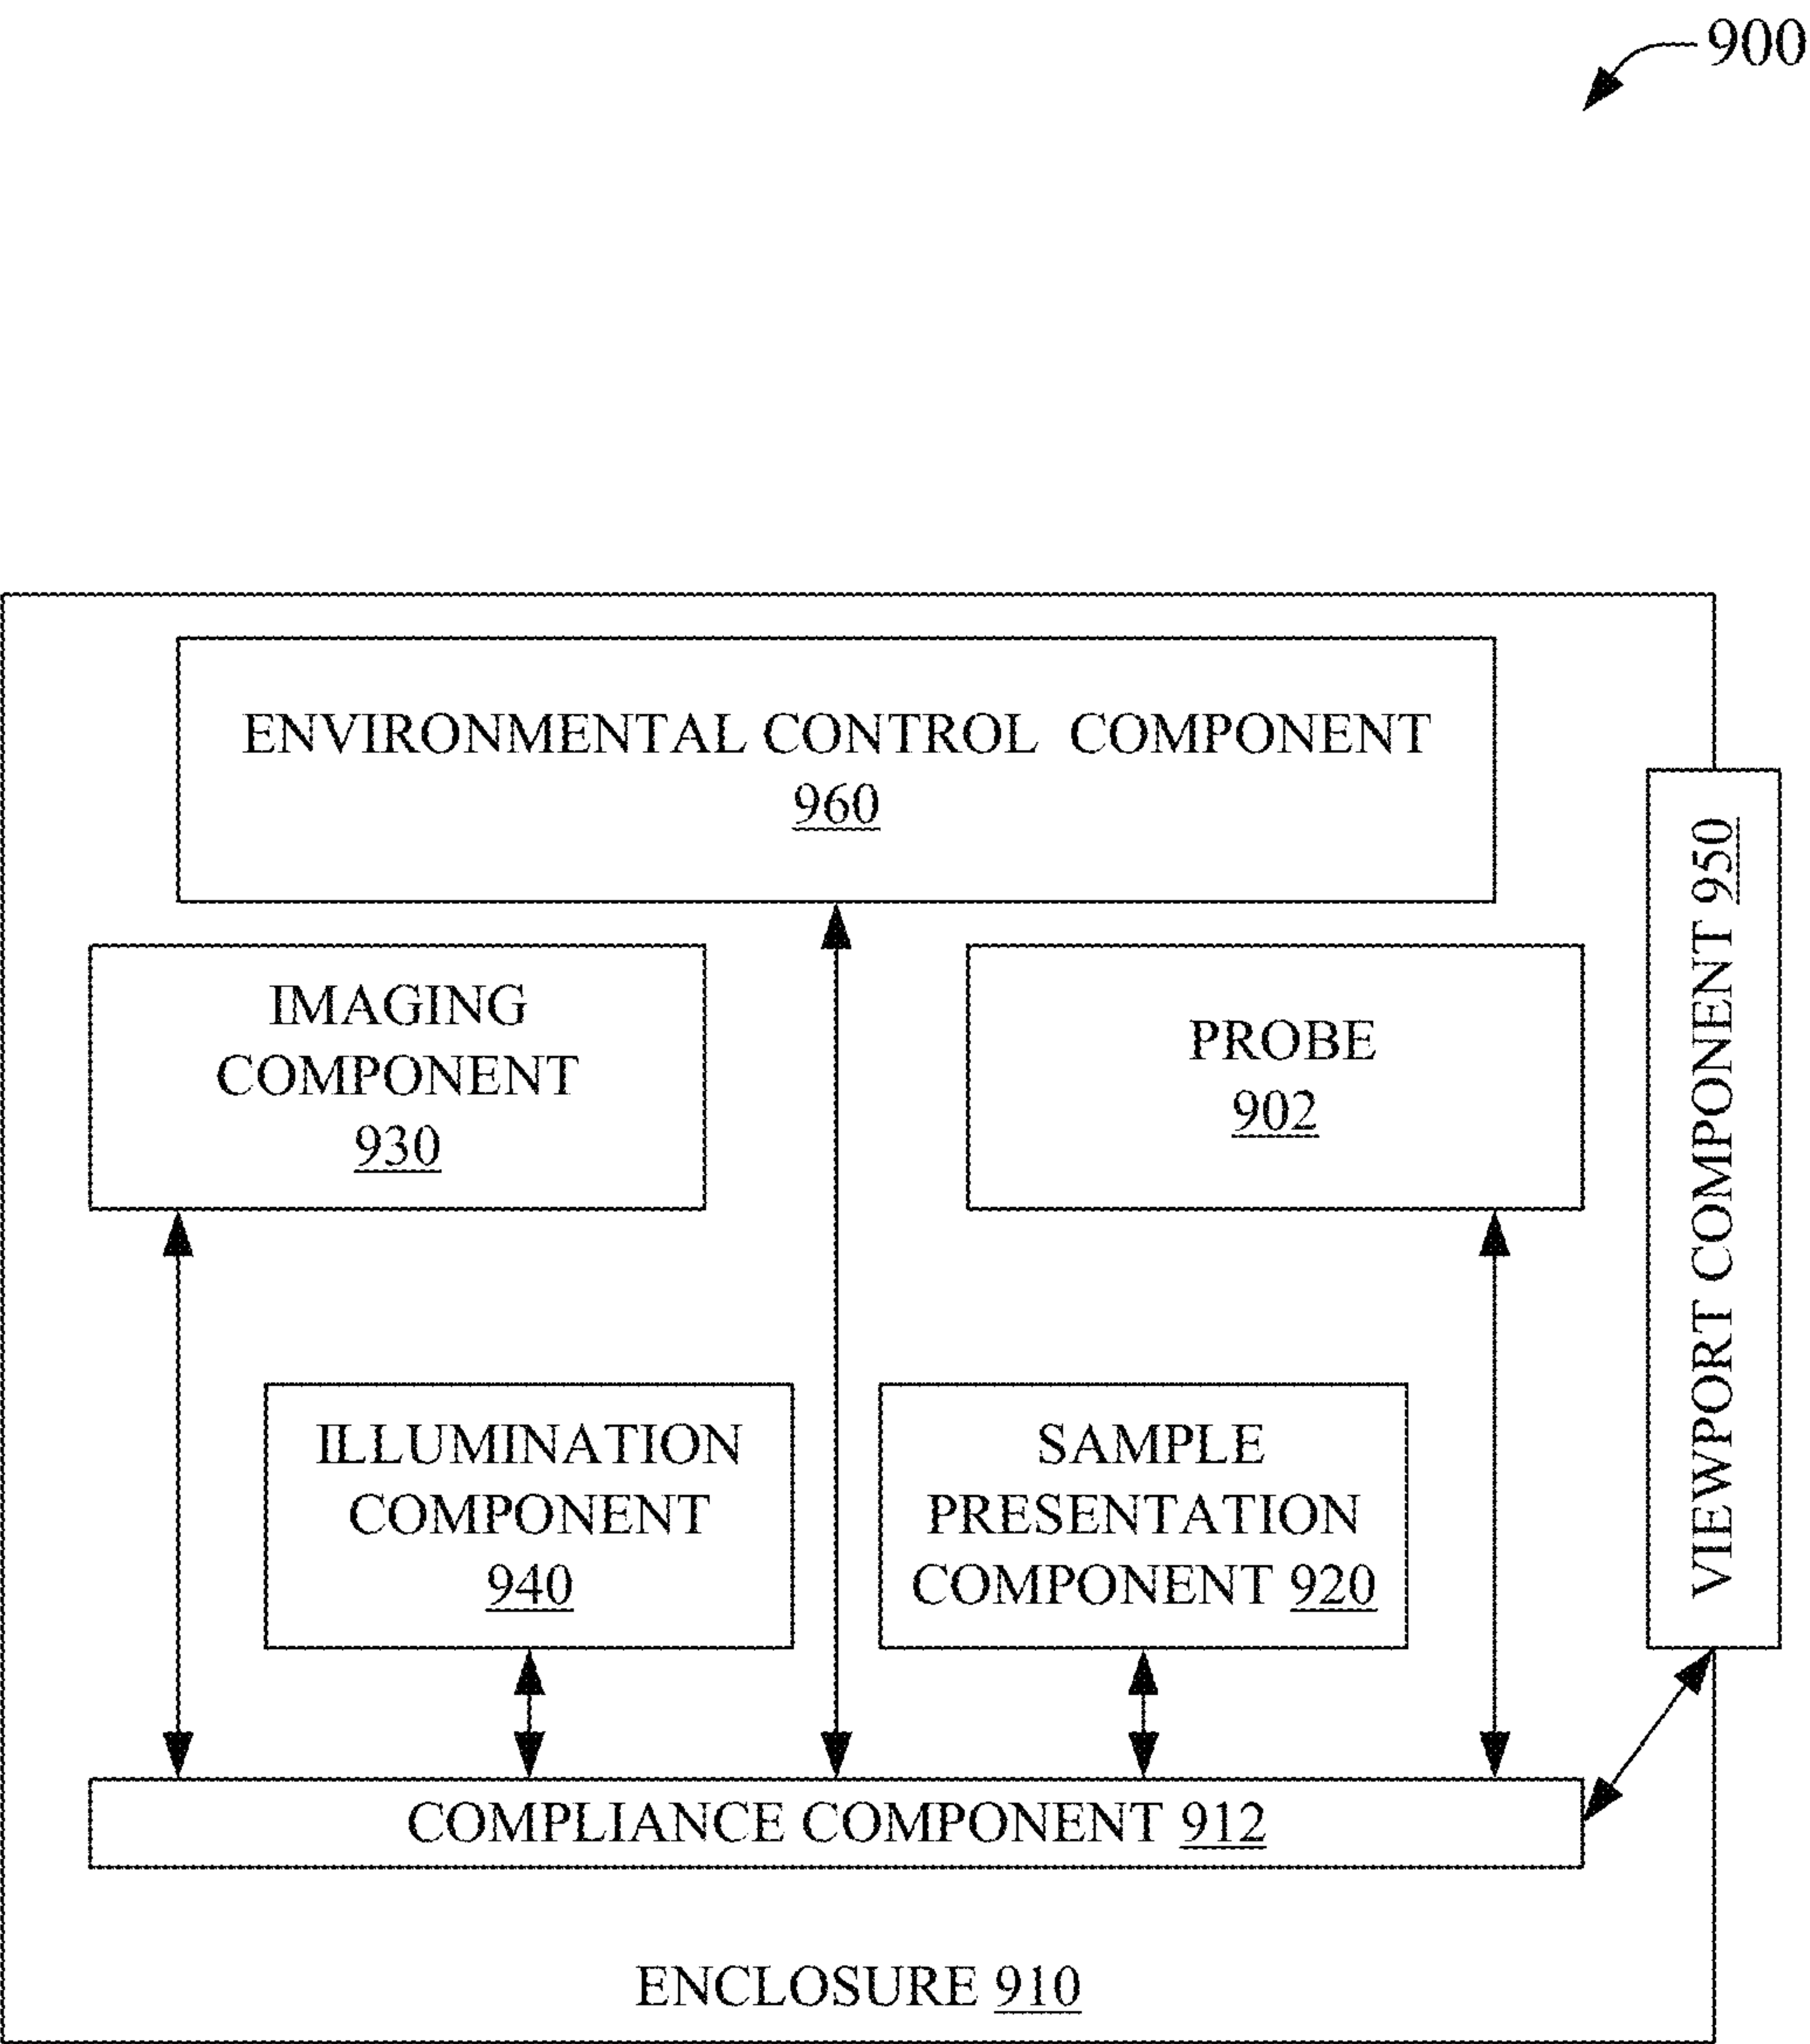 900
ENVIRONMENTAL CONTROL COMPONENT
960
IMAGING
COMPONENT
930
PROBE
902
VIEWPORT COMPONENT 950
ILLUMINATION
COMPONENT
940
SAMPLE
PRESENTATION
COMPONENT 920
COMPLIANCE COMPONENT 912
ENCLOSURE 910